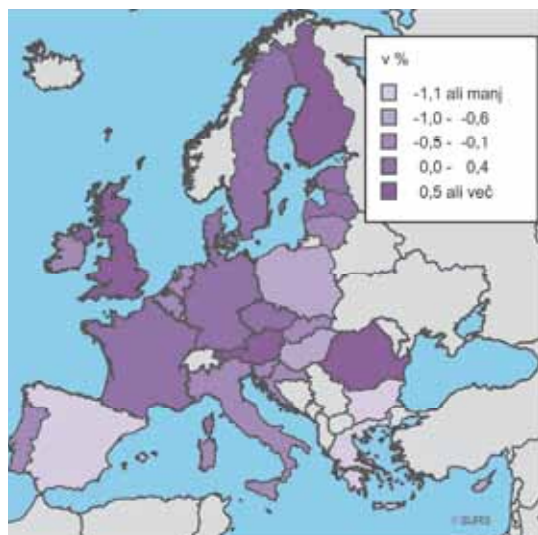 v %
-1,1 ali manj
-1,0 - -0,6
-0,5 - -0,1
0,0 - 0,4
0,5 ali več
© SURS